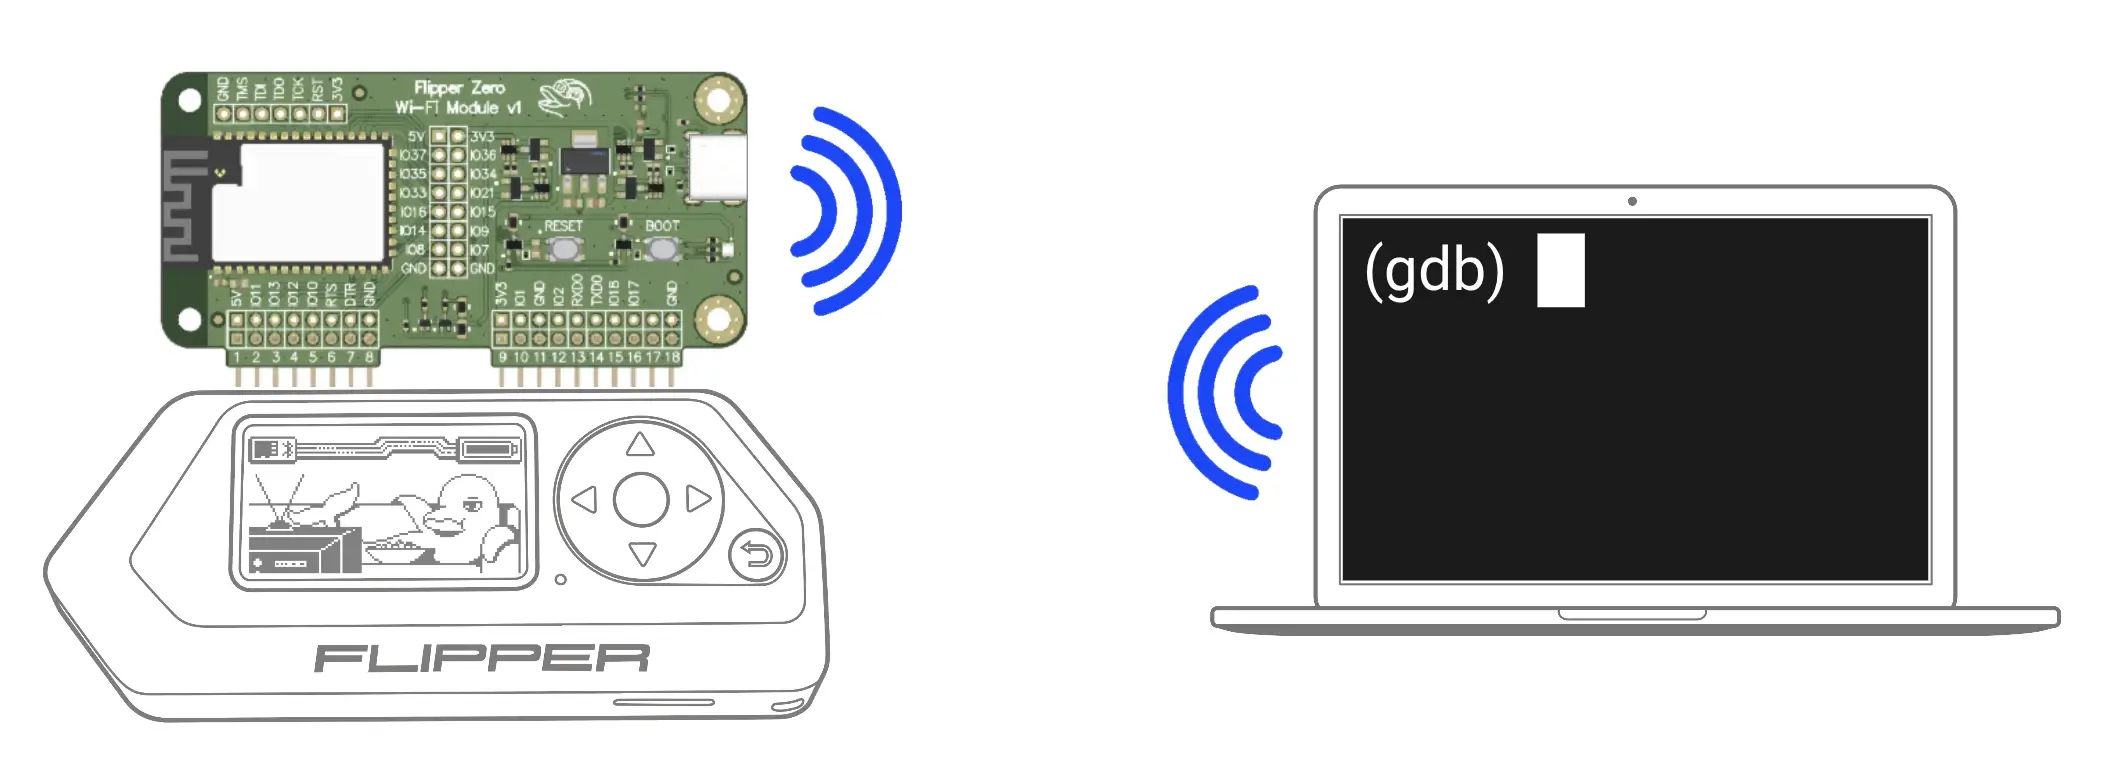 GND TMS TDI TDO TCK RST 3V3
Flipper Zero
Wi-Fi Module v1
5V 3V3
IO37 IO36
IO35 IO34
IO33 IO21
IO16 IO15
IO14 IO9
IO8 IO7
GND GND
RESET BOOT
5V IO11 IO13 IO12 IO10 RTS DTR GND
3V3 IO1 GND IO2 RXD0 TXD0 IO18 IO17 GND
1 2 3 4 5 6 7 8
9 10 11 12 13 14 15 16 17 18
(gdb)
FLIPPER